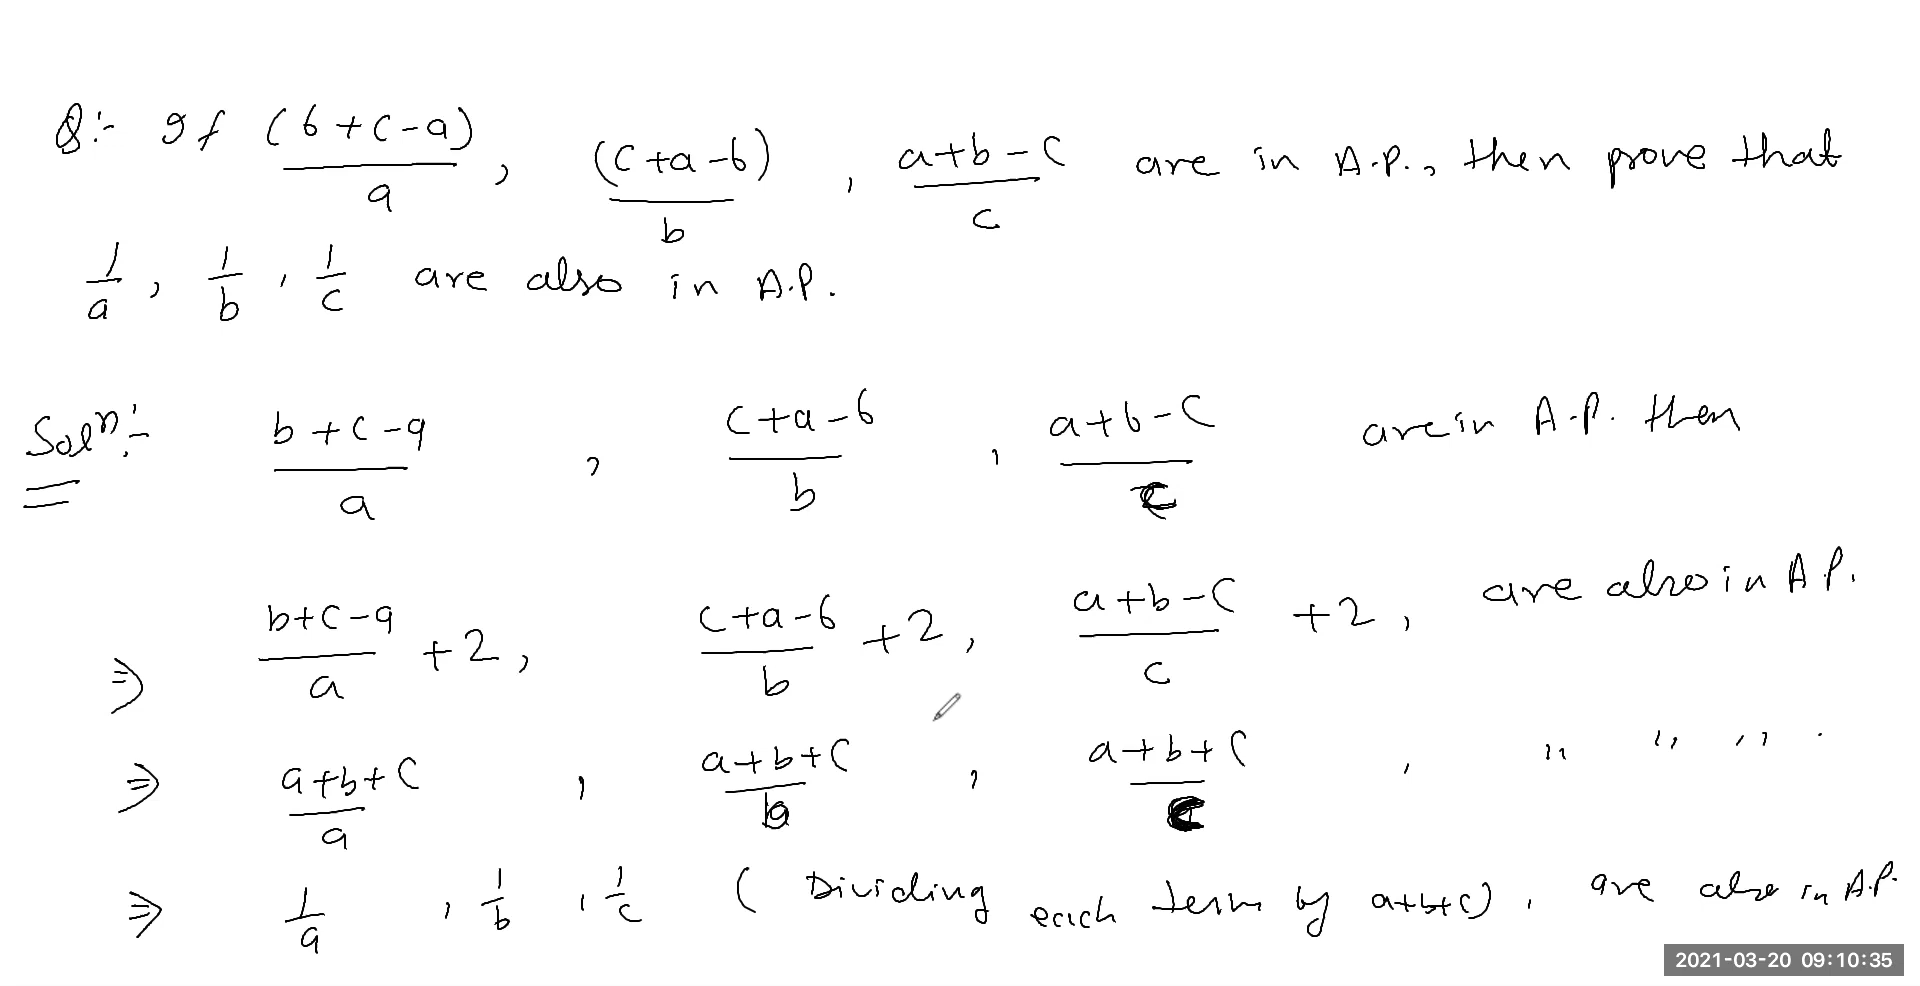 Q:- If (b+c-a)/a , (c+a-b)/b , a+b-c/c are in A.P., then prove that
1/a , 1/b , 1/c are also in A.P.
Solⁿ:- b+c-a/a , c+a-b/b , a+b-c/c are in A.P. then
⇒ b+c-a/a +2, c+a-b/b +2, a+b-c/c +2, are also in A P.
⇒ a+b+c/a , a+b+c/b , a+b+c/c , " " " .
⇒ 1/a , 1/b , 1/c ( Dividing each term by a+b+c) , are also in A.P.
2021-03-20 09:10:35